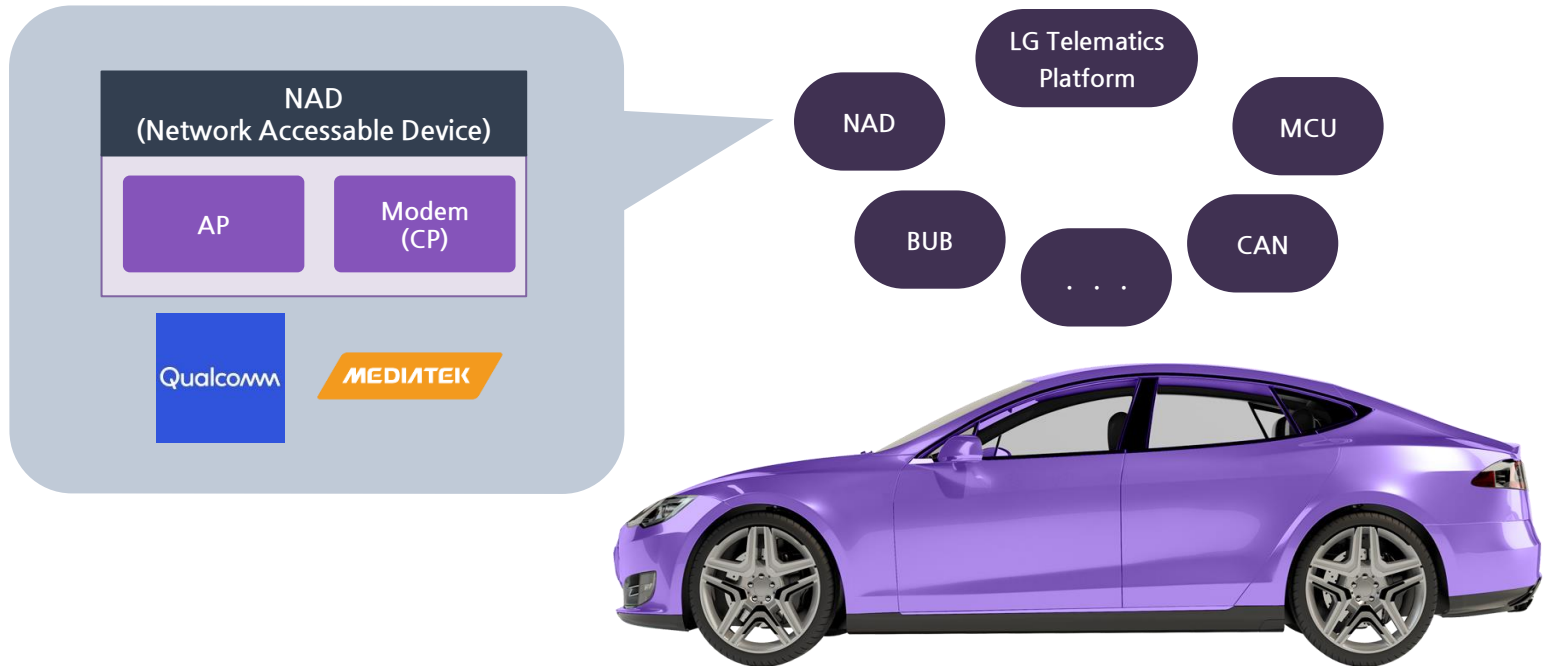 NAD
(Network Accessable Device)
AP
Modem
(CP)
Qualcomm
MEDIATEK
LG Telematics
Platform
NAD
MCU
BUB
CAN
. . .